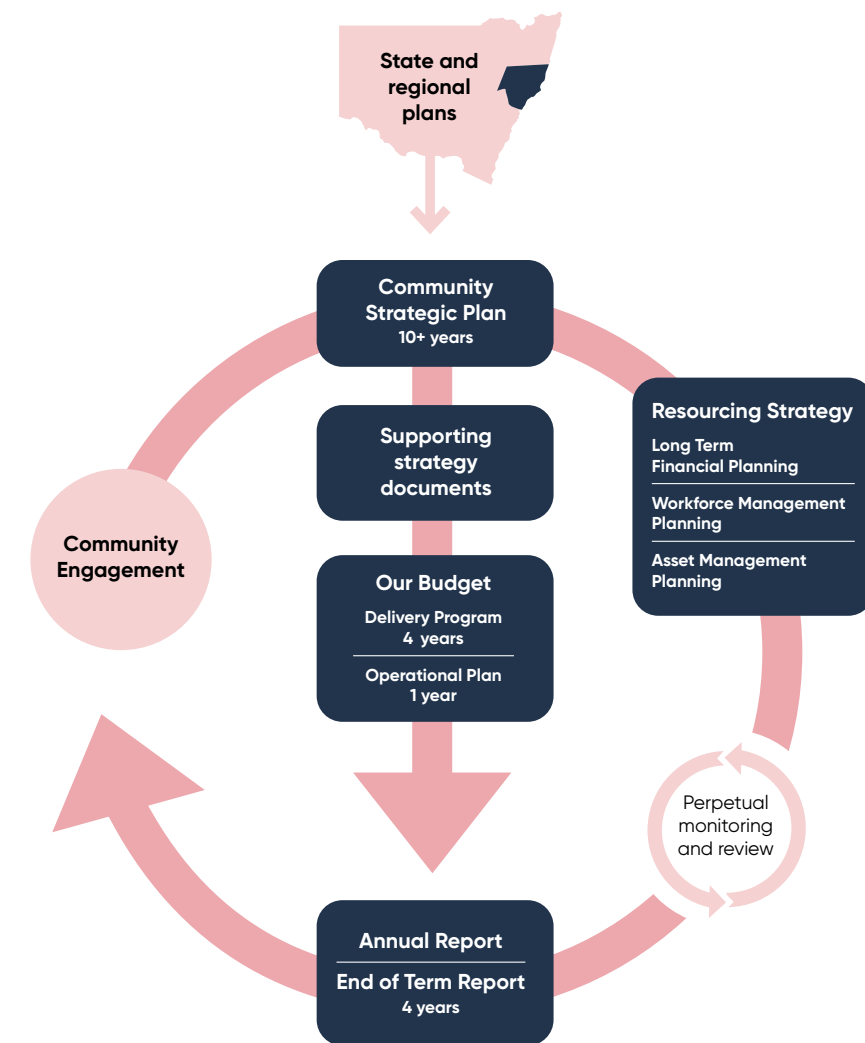 State and
regional
plans
Community
Strategic Plan
10+ years
Supporting
strategy
documents
Our Budget
Delivery Program
4 years
Operational Plan
1 year
Resourcing Strategy
Long Term
Financial Planning
Workforce Management
Planning
Asset Management
Planning
Community
Engagement
Perpetual
monitoring
and review
Annual Report
End of Term Report
4 years